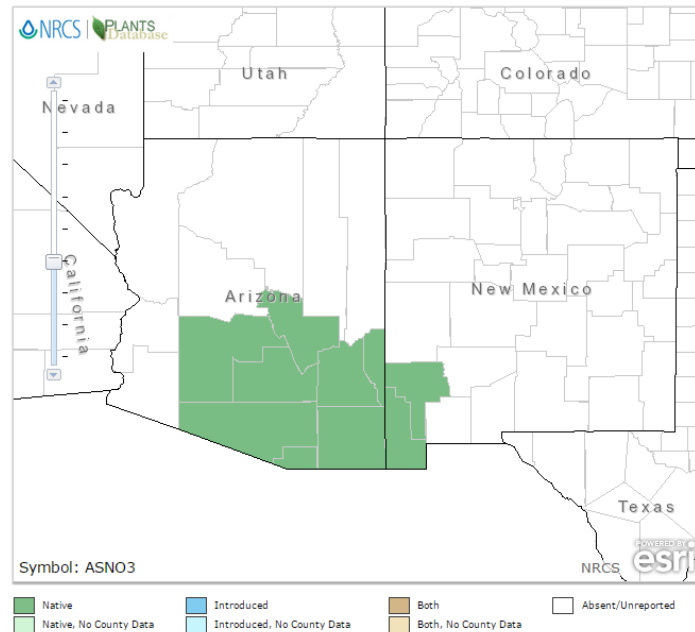 NRCS | PLANTS
Database
Utah
Colorado
Nevada
California
Arizona
New Mexico
Texas
POWERED BY
esri
Symbol: ASNO3
NRCS
Native
Introduced
Both
Absent/Unreported
Native, No County Data
Introduced, No County Data
Both, No County Data